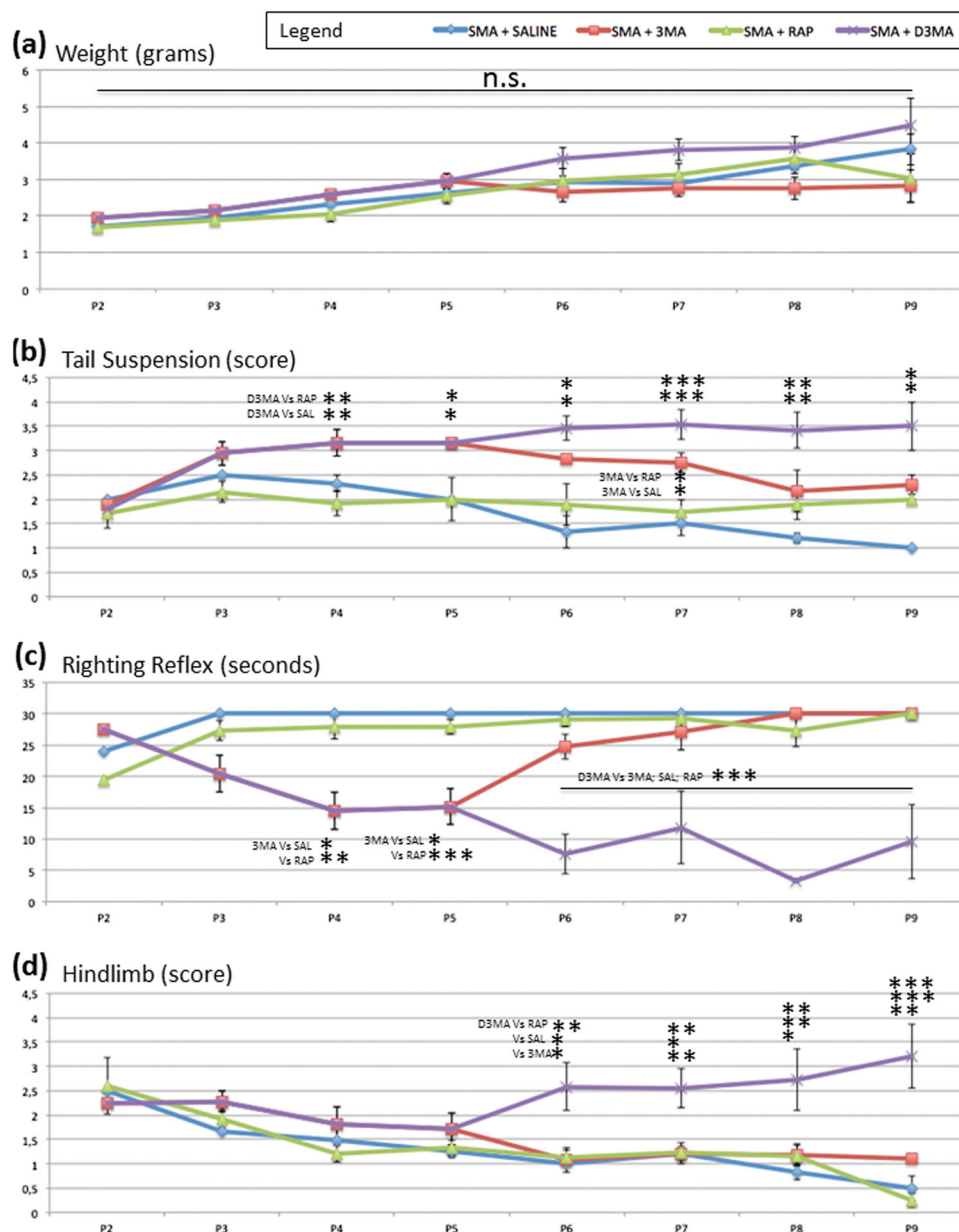 Legend SMA + SALINE SMA + 3MA SMA + RAP SMA + D3MA
(a) Weight (grams)
n.s.
6
5
4
3
2
1
0
P2 P3 P4 P5 P6 P7 P8 P9
(b) Tail Suspension (score)
4,5
4
3,5
3
2,5
2
1,5
1
0,5
0
D3MA Vs RAP ** * * *** ** *
D3MA Vs SAL ** * * *** ** *
3MA Vs RAP *
3MA Vs SAL *
P2 P3 P4 P5 P6 P7 P8 P9
(c) Righting Reflex (seconds)
35
30
25
20
15
10
5
0
D3MA Vs 3MA; SAL; RAP ***
3MA Vs SAL *
Vs RAP **
3MA Vs SAL *
Vs RAP ***
P2 P3 P4 P5 P6 P7 P8 P9
(d) Hindlimb (score)
4,5
4
3,5
3
2,5
2
1,5
1
0,5
0
D3MA Vs RAP ** ** ** ***
Vs SAL * * ** ***
Vs 3MA * ** * **
P2 P3 P4 P5 P6 P7 P8 P9